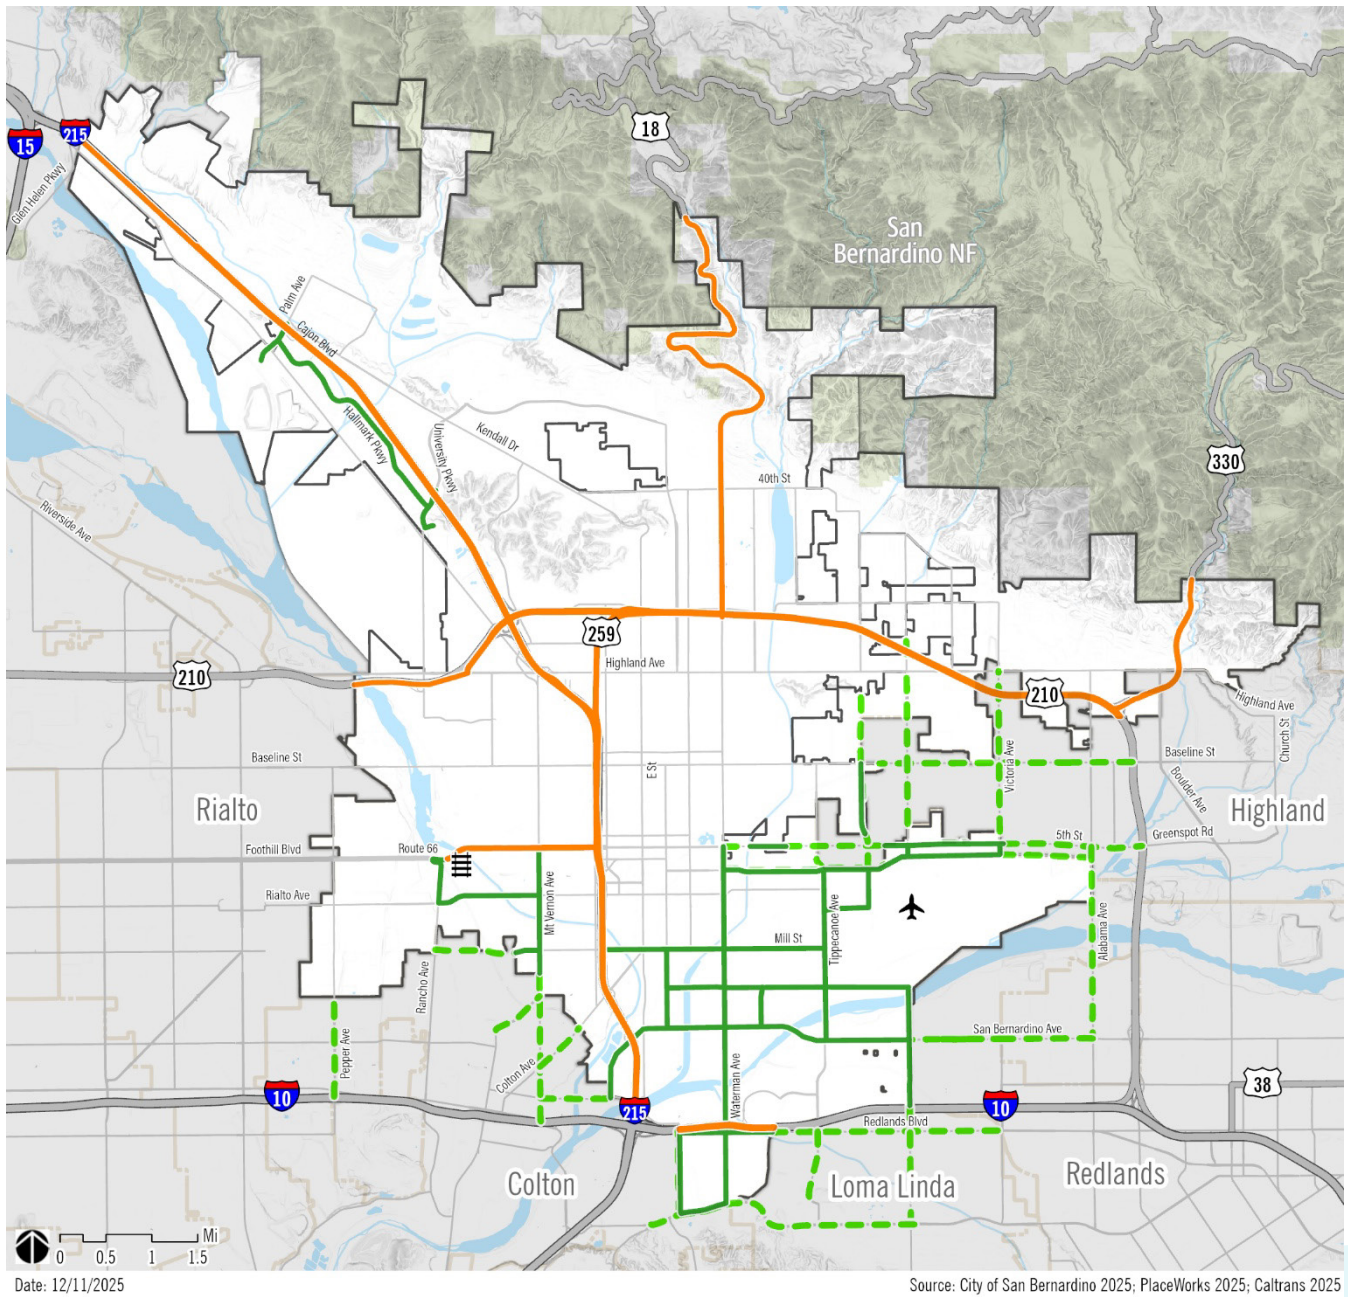 18
215
15
Glen Helen Pkwy
San
Bernardino NF
Palm Ave
Cajon Blvd
Hallmark Pkwy
University Pkwy
Kendall Dr
330
40th St
Riverside Ave
259
Highland Ave
210
210
Highland Ave
Church St
Baseline St
E St
Victoria Ave
Baseline St
Boulder Ave
Rialto
Highland
5th St
Greenspot Rd
Foothill Blvd
Route 66
Rialto Ave
Mt Vernon Ave
Tippecanoe Ave
Alabama Ave
Mill St
Rancho Ave
San Bernardino Ave
Pepper Ave
Colton Ave
Waterman Ave
38
10
215
10
Redlands Blvd
Colton
Loma Linda
Redlands
Mi
0 0.5 1 1.5
Date: 12/11/2025
Source: City of San Bernardino 2025; PlaceWorks 2025; Caltrans 2025